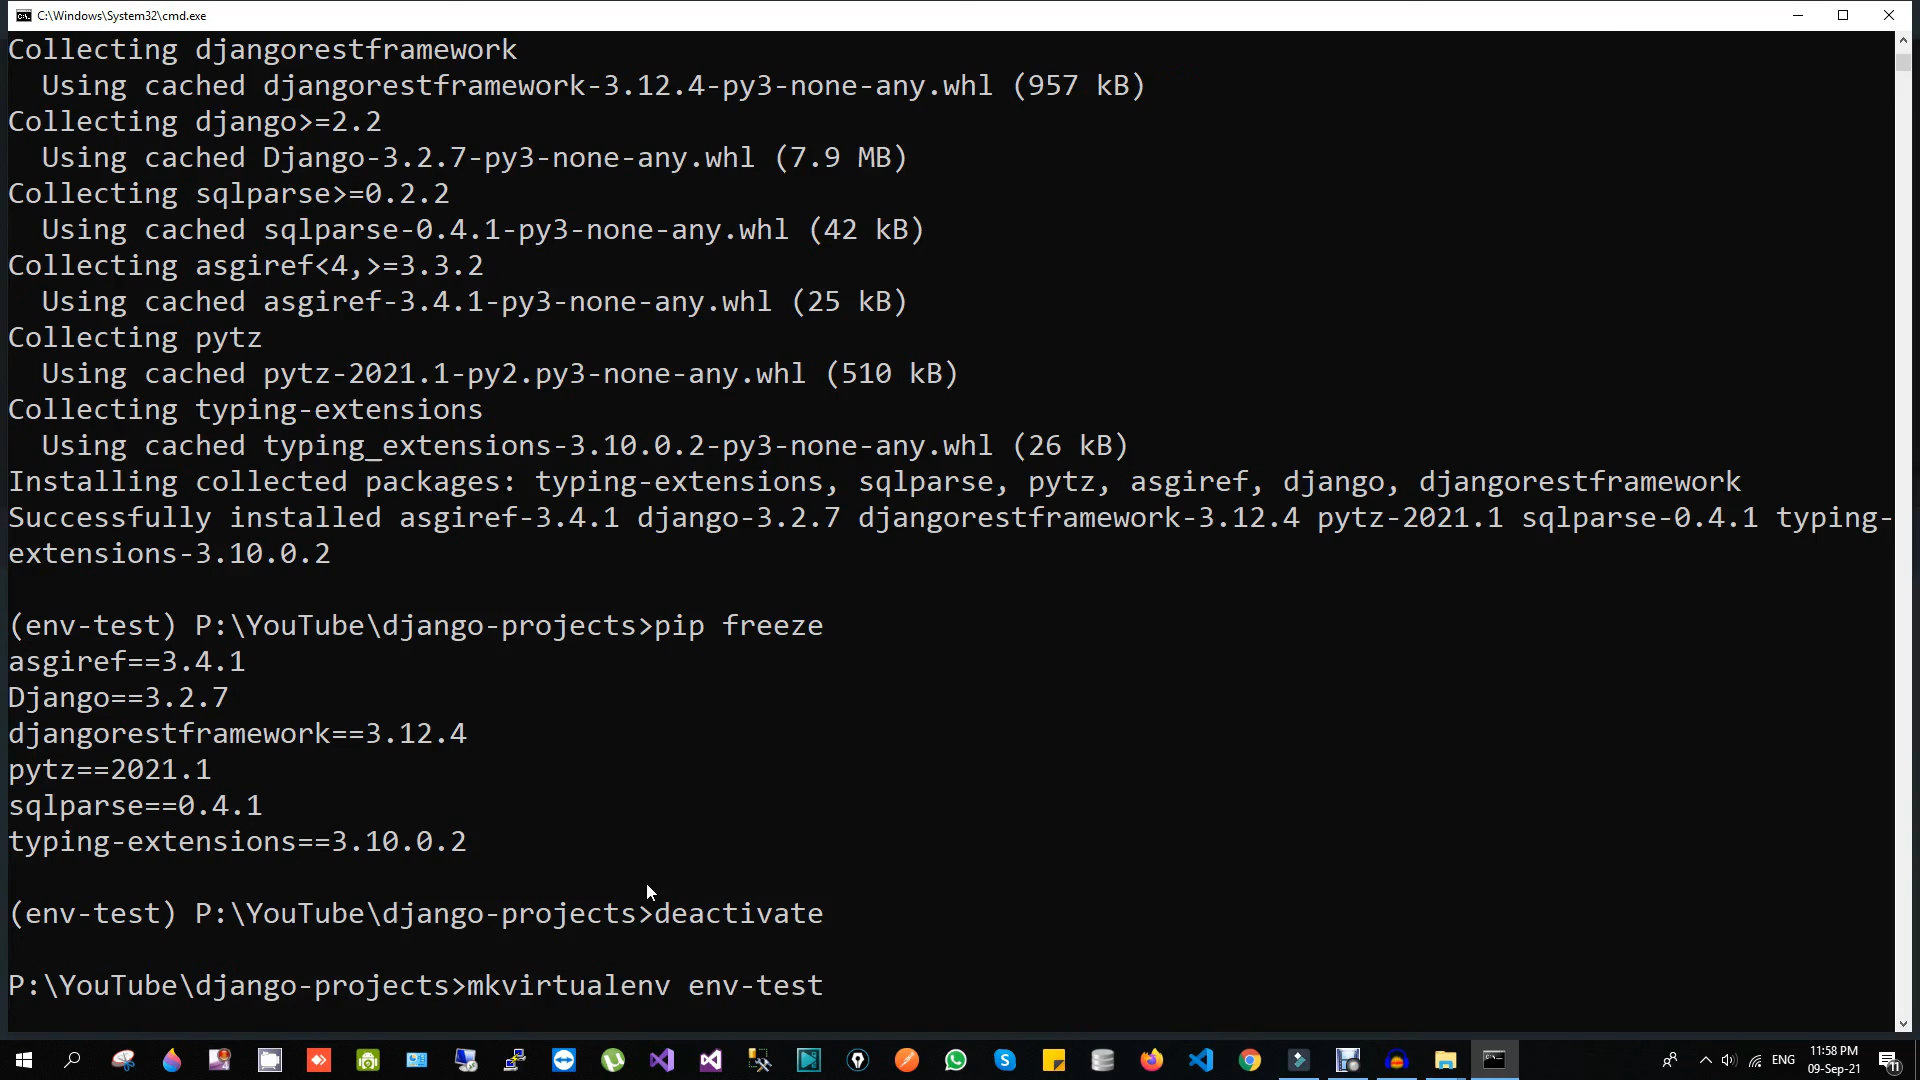 C:\Windows\System32\cmd.exe
Collecting djangorestframework
  Using cached djangorestframework-3.12.4-py3-none-any.whl (957 kB)
Collecting django>=2.2
  Using cached Django-3.2.7-py3-none-any.whl (7.9 MB)
Collecting sqlparse>=0.2.2
  Using cached sqlparse-0.4.1-py3-none-any.whl (42 kB)
Collecting asgiref<4,>=3.3.2
  Using cached asgiref-3.4.1-py3-none-any.whl (25 kB)
Collecting pytz
  Using cached pytz-2021.1-py2.py3-none-any.whl (510 kB)
Collecting typing-extensions
  Using cached typing_extensions-3.10.0.2-py3-none-any.whl (26 kB)
Installing collected packages: typing-extensions, sqlparse, pytz, asgiref, django, djangorestframework
Successfully installed asgiref-3.4.1 django-3.2.7 djangorestframework-3.12.4 pytz-2021.1 sqlparse-0.4.1 typing-
extensions-3.10.0.2
(env-test) P:\YouTube\django-projects>pip freeze
asgiref==3.4.1
Django==3.2.7
djangorestframework==3.12.4
pytz==2021.1
sqlparse==0.4.1
typing-extensions==3.10.0.2
(env-test) P:\YouTube\django-projects>deactivate
P:\YouTube\django-projects>mkvirtualenv env-test
ENG
11:58 PM
09-Sep-21
11